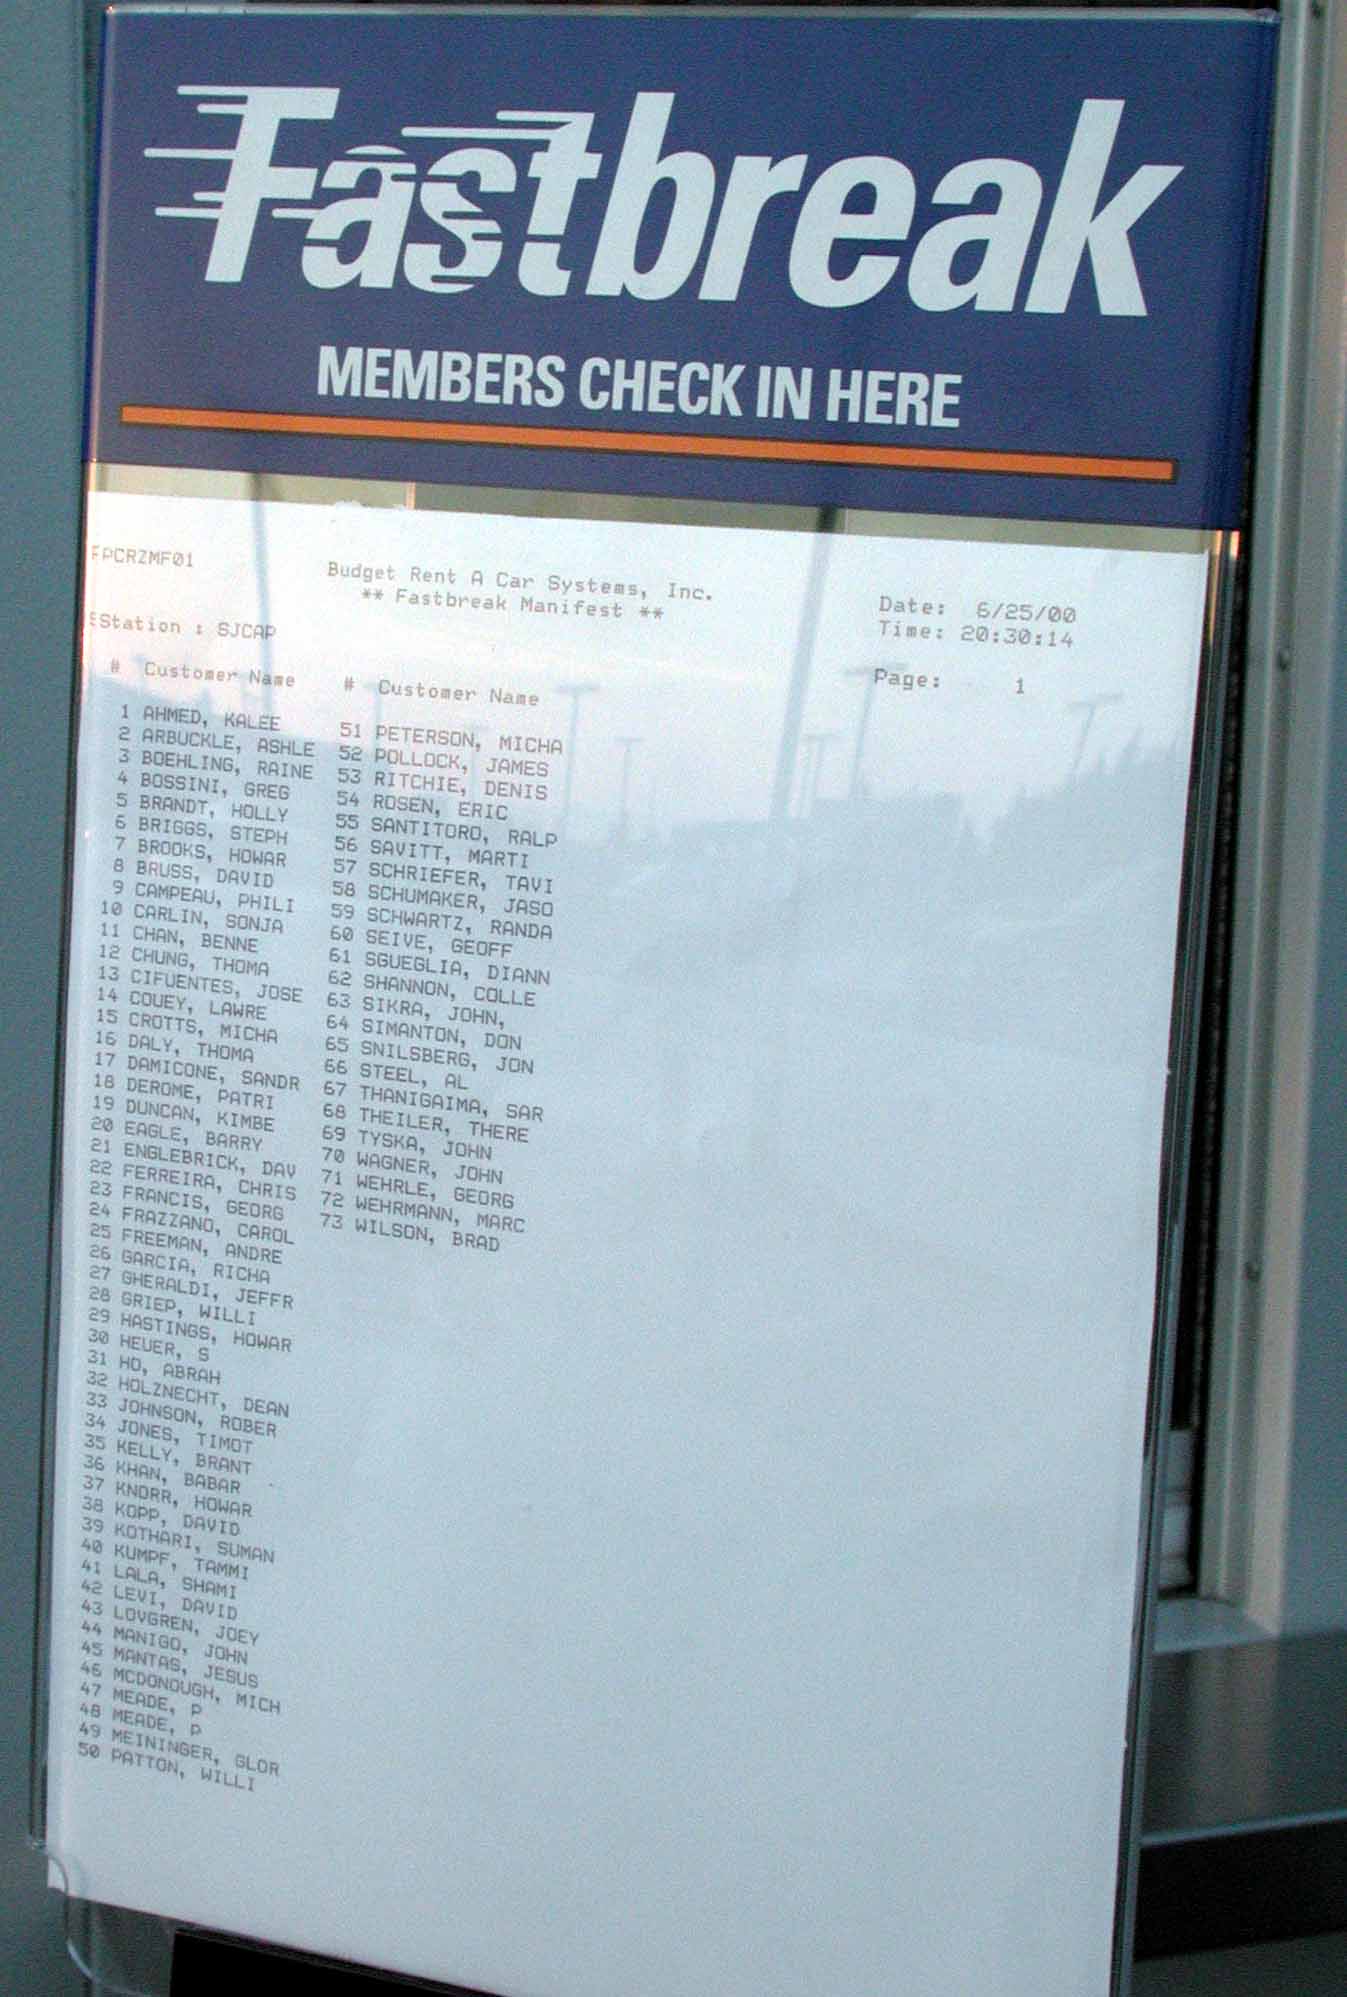 Fastbreak
MEMBERS CHECK IN HERE
FPCRZMF01 Budget Rent A Car Systems, Inc. Date: 6/25/00
** Fastbreak Manifest ** Time: 20:30:14
Station : SJCAP
Page: 1
# Customer Name # Customer Name
1 AHMED, KALEE 51 PETERSON, MICHA
2 ARBUCKLE, ASHLE 52 POLLOCK, JAMES
3 BOEHLING, RAINE 53 RITCHIE, DENIS
4 BOSSINI, GREG 54 ROSEN, ERIC
5 BRANDT, HOLLY 55 SANTITORO, RALP
6 BRIGGS, STEPH 56 SAVITT, MARTI
7 BROOKS, HOWAR 57 SCHRIEFER, TAVI
8 BRUSS, DAVID 58 SCHUMAKER, JASO
9 CAMPEAU, PHILI 59 SCHWARTZ, RANDA
10 CARLIN, SONJA 60 SEIVE, GEOFF
11 CHAN, BENNE 61 SGUEGLIA, DIANN
12 CHUNG, THOMA 62 SHANNON, COLLE
13 CIFUENTES, JOSE 63 SIKRA, JOHN,
14 COUEY, LAWRE 64 SIMANTON, DON
15 CROTTS, MICHA 65 SNILSBERG, JON
16 DALY, THOMA 66 STEEL, AL
17 DAMICONE, SANDR 67 THANIGAIMA, SAR
18 DEROME, PATRI 68 THEILER, THERE
19 DUNCAN, KIMBE 69 TYSKA, JOHN
20 EAGLE, BARRY 70 WAGNER, JOHN
21 ENGLEBRICK, DAV 71 WEHRLE, GEORG
22 FERREIRA, CHRIS 72 WEHRMANN, MARC
23 FRANCIS, GEORG 73 WILSON, BRAD
24 FRAZZANO, CAROL
25 FREEMAN, ANDRE
26 GARCIA, RICHA
27 GHERALDI, JEFFR
28 GRIEP, WILLI
29 HASTINGS, HOWAR
30 HEUER, S
31 HO, ABRAH
32 HOLZNECHT, DEAN
33 JOHNSON, ROBER
34 JONES, TIMOT
35 KELLY, BRANT
36 KHAN, BABAR
37 KNORR, HOWAR
38 KOPP, DAVID
39 KOTHARI, SUMAN
40 KUMPF, TAMMI
41 LALA, SHAMI
42 LEVI, DAVID
43 LOVGREN, JOEY
44 MANIGO, JOHN
45 MANTAS, JESUS
46 MCDONOUGH, MICH
47 MEADE, P
48 MEADE, P
49 MEININGER, GLOR
50 PATTON, WILLI